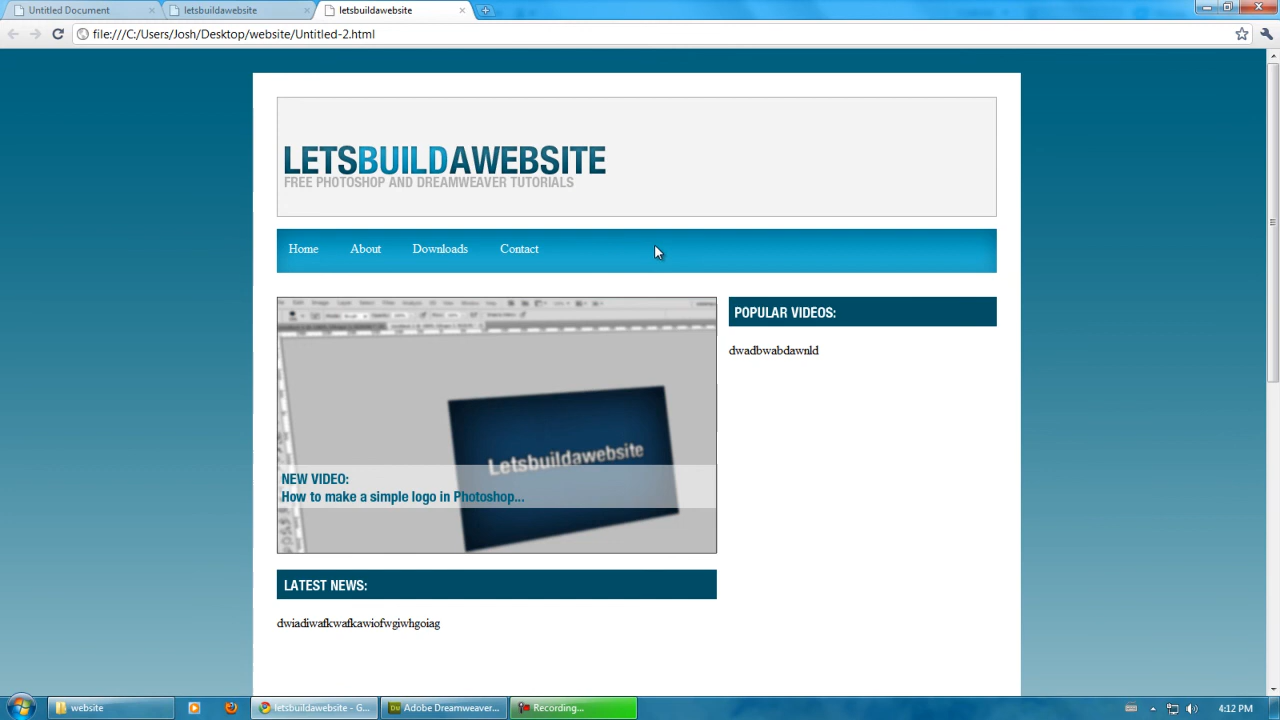 Untitled Document
letsbuildawebsite
letsbuildawebsite
file:///C:/Users/Josh/Desktop/website/Untitled-2.html
LETSBUILDAWEBSITE
FREE PHOTOSHOP AND DREAMWEAVER TUTORIALS
Home
About
Downloads
Contact
Letsbuildawebsite
NEW VIDEO:
How to make a simple logo in Photoshop...
POPULAR VIDEOS:
dwadbwabdawnld
LATEST NEWS:
dwiadiwafkwafkawiofwgiwhgoiag
website
letsbuildawebsite - G...
Adobe Dreamweaver...
Recording...
4:12 PM